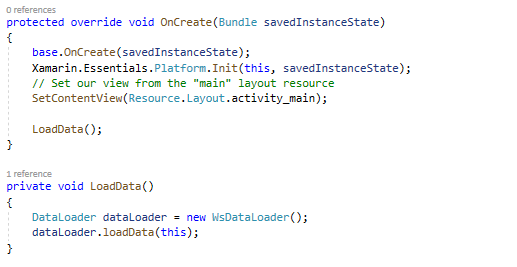 0 references
protected override void OnCreate(Bundle savedInstanceState)
{
    base.OnCreate(savedInstanceState);
    Xamarin.Essentials.Platform.Init(this, savedInstanceState);
    // Set our view from the "main" layout resource
    SetContentView(Resource.Layout.activity_main);

    LoadData();
}

1 reference
private void LoadData()
{
    DataLoader dataLoader = new WsDataLoader();
    dataLoader.loadData(this);
}